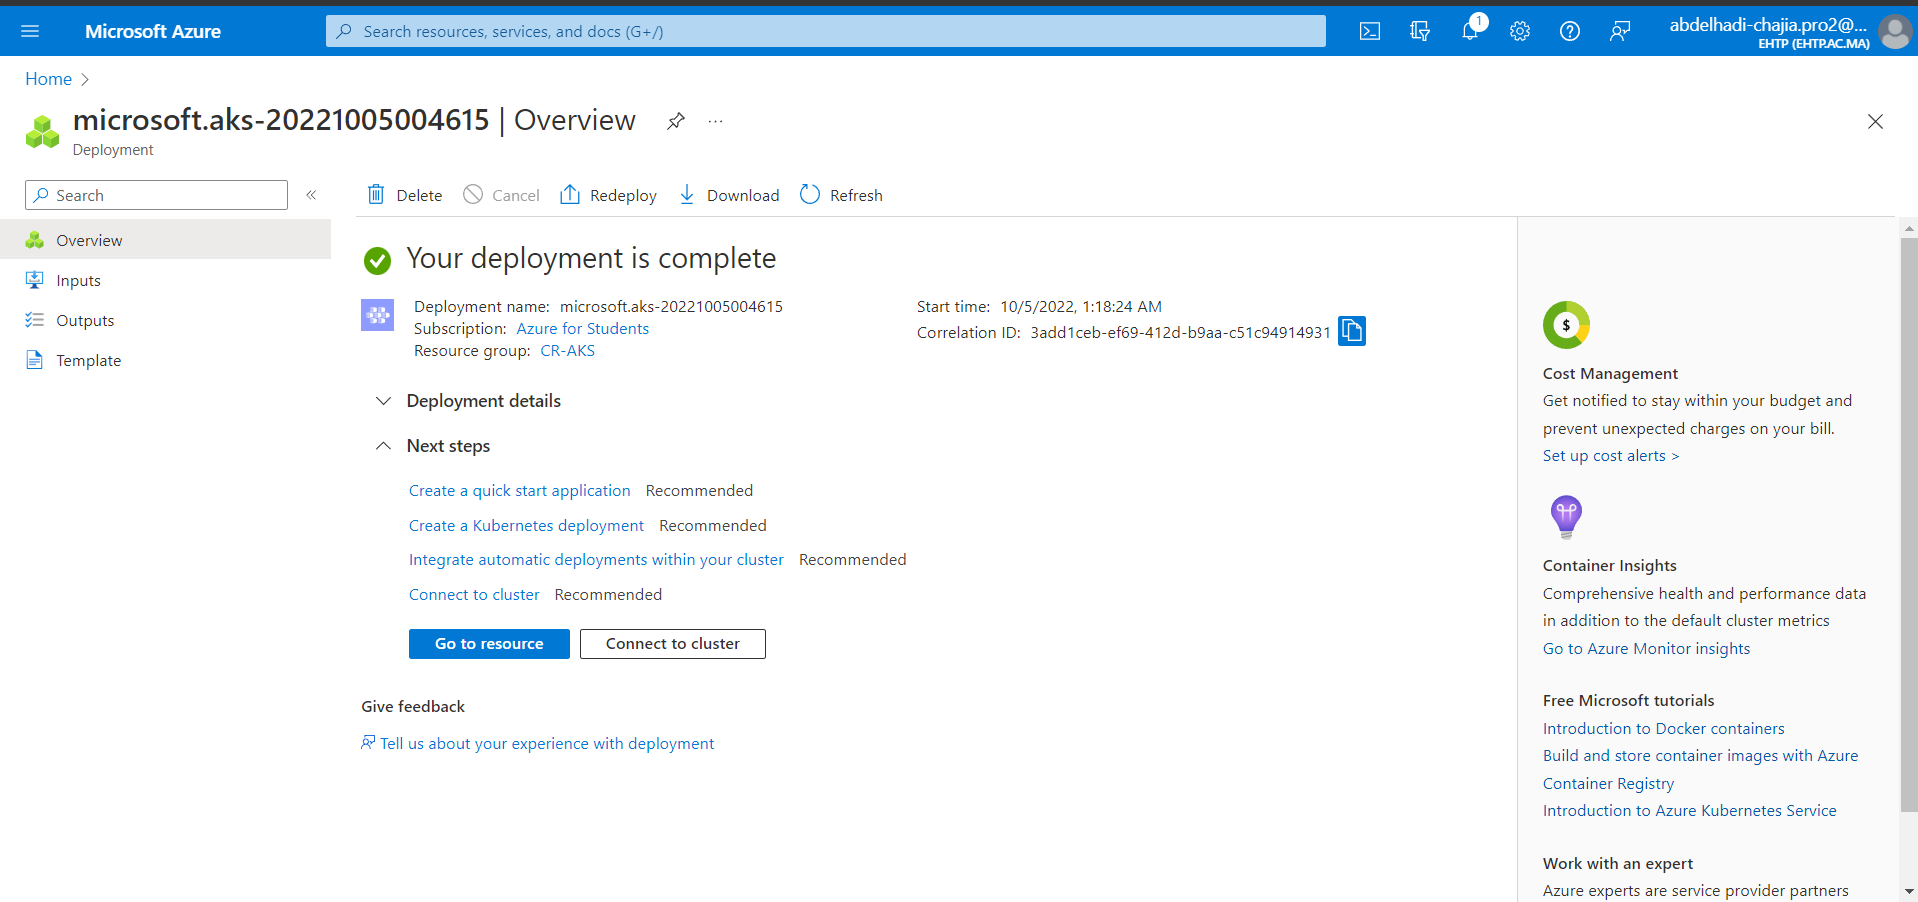 Microsoft Azure
Search resources, services, and docs (G+/)
1
abdelhadi-chajia.pro2@...
EHTP (EHTP.AC.MA)
Home
microsoft.aks-20221005004615 | Overview
...
Deployment
Search
Delete
Cancel
Redeploy
Download
Refresh
Overview
Inputs
Outputs
Template
Your deployment is complete
Deployment name: microsoft.aks-20221005004615
Subscription: Azure for Students
Resource group: CR-AKS
Start time: 10/5/2022, 1:18:24 AM
Correlation ID: 3add1ceb-ef69-412d-b9aa-c51c94914931
Deployment details
Next steps
Create a quick start application Recommended
Create a Kubernetes deployment Recommended
Integrate automatic deployments within your cluster Recommended
Connect to cluster Recommended
Go to resource
Connect to cluster
Give feedback
Tell us about your experience with deployment
$
Cost Management
Get notified to stay within your budget and
prevent unexpected charges on your bill.
Set up cost alerts >
Container Insights
Comprehensive health and performance data
in addition to the default cluster metrics
Go to Azure Monitor insights
Free Microsoft tutorials
Introduction to Docker containers
Build and store container images with Azure
Container Registry
Introduction to Azure Kubernetes Service
Work with an expert
Azure experts are service provider partners